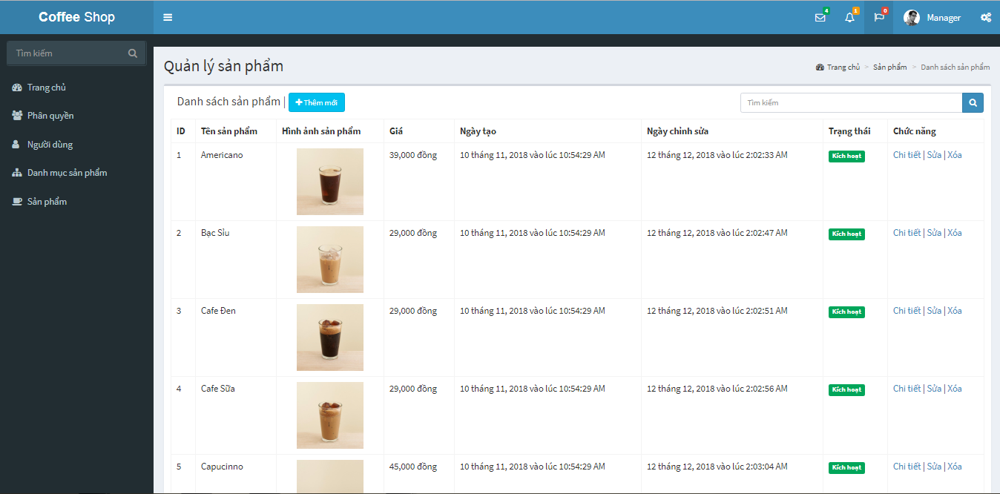 Coffee Shop
4
1
0
Manager
Tìm kiếm
Trang chủ
Phân quyền
Người dùng
Danh mục sản phẩm
Sản phẩm
Quản lý sản phẩm
Trang chủ > Sản phẩm > Danh sách sản phẩm
Danh sách sản phẩm | Thêm mới
Tìm kiếm
ID Tên sản phẩm Hình ảnh sản phẩm Giá Ngày tạo Ngày chỉnh sửa Trạng thái Chức năng
1 Americano 39,000 đồng 10 tháng 11, 2018 vào lúc 10:54:29 AM 12 tháng 12, 2018 vào lúc 2:02:33 AM Kích hoạt Chi tiết | Sửa | Xóa
2 Bạc Sỉu 29,000 đồng 10 tháng 11, 2018 vào lúc 10:54:29 AM 12 tháng 12, 2018 vào lúc 2:02:47 AM Kích hoạt Chi tiết | Sửa | Xóa
3 Cafe Đen 29,000 đồng 10 tháng 11, 2018 vào lúc 10:54:29 AM 12 tháng 12, 2018 vào lúc 2:02:51 AM Kích hoạt Chi tiết | Sửa | Xóa
4 Cafe Sữa 29,000 đồng 10 tháng 11, 2018 vào lúc 10:54:29 AM 12 tháng 12, 2018 vào lúc 2:02:56 AM Kích hoạt Chi tiết | Sửa | Xóa
5 Capucinno 45,000 đồng 10 tháng 11, 2018 vào lúc 10:54:29 AM 12 tháng 12, 2018 vào lúc 2:03:04 AM Kích hoạt Chi tiết | Sửa | Xóa